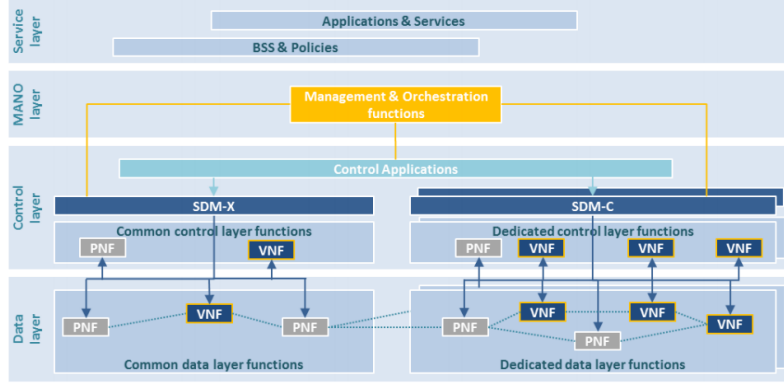 Service
layer
Applications & Services
BSS & Policies
MANO
layer
Management & Orchestration
functions
Control
layer
Control Applications
SDM-X
SDM-C
Common control layer functions
Dedicated control layer functions
PNF
VNF
PNF
VNF
VNF
VNF
Data
layer
PNF
VNF
PNF
PNF
VNF
PNF
VNF
VNF
Common data layer functions
Dedicated data layer functions